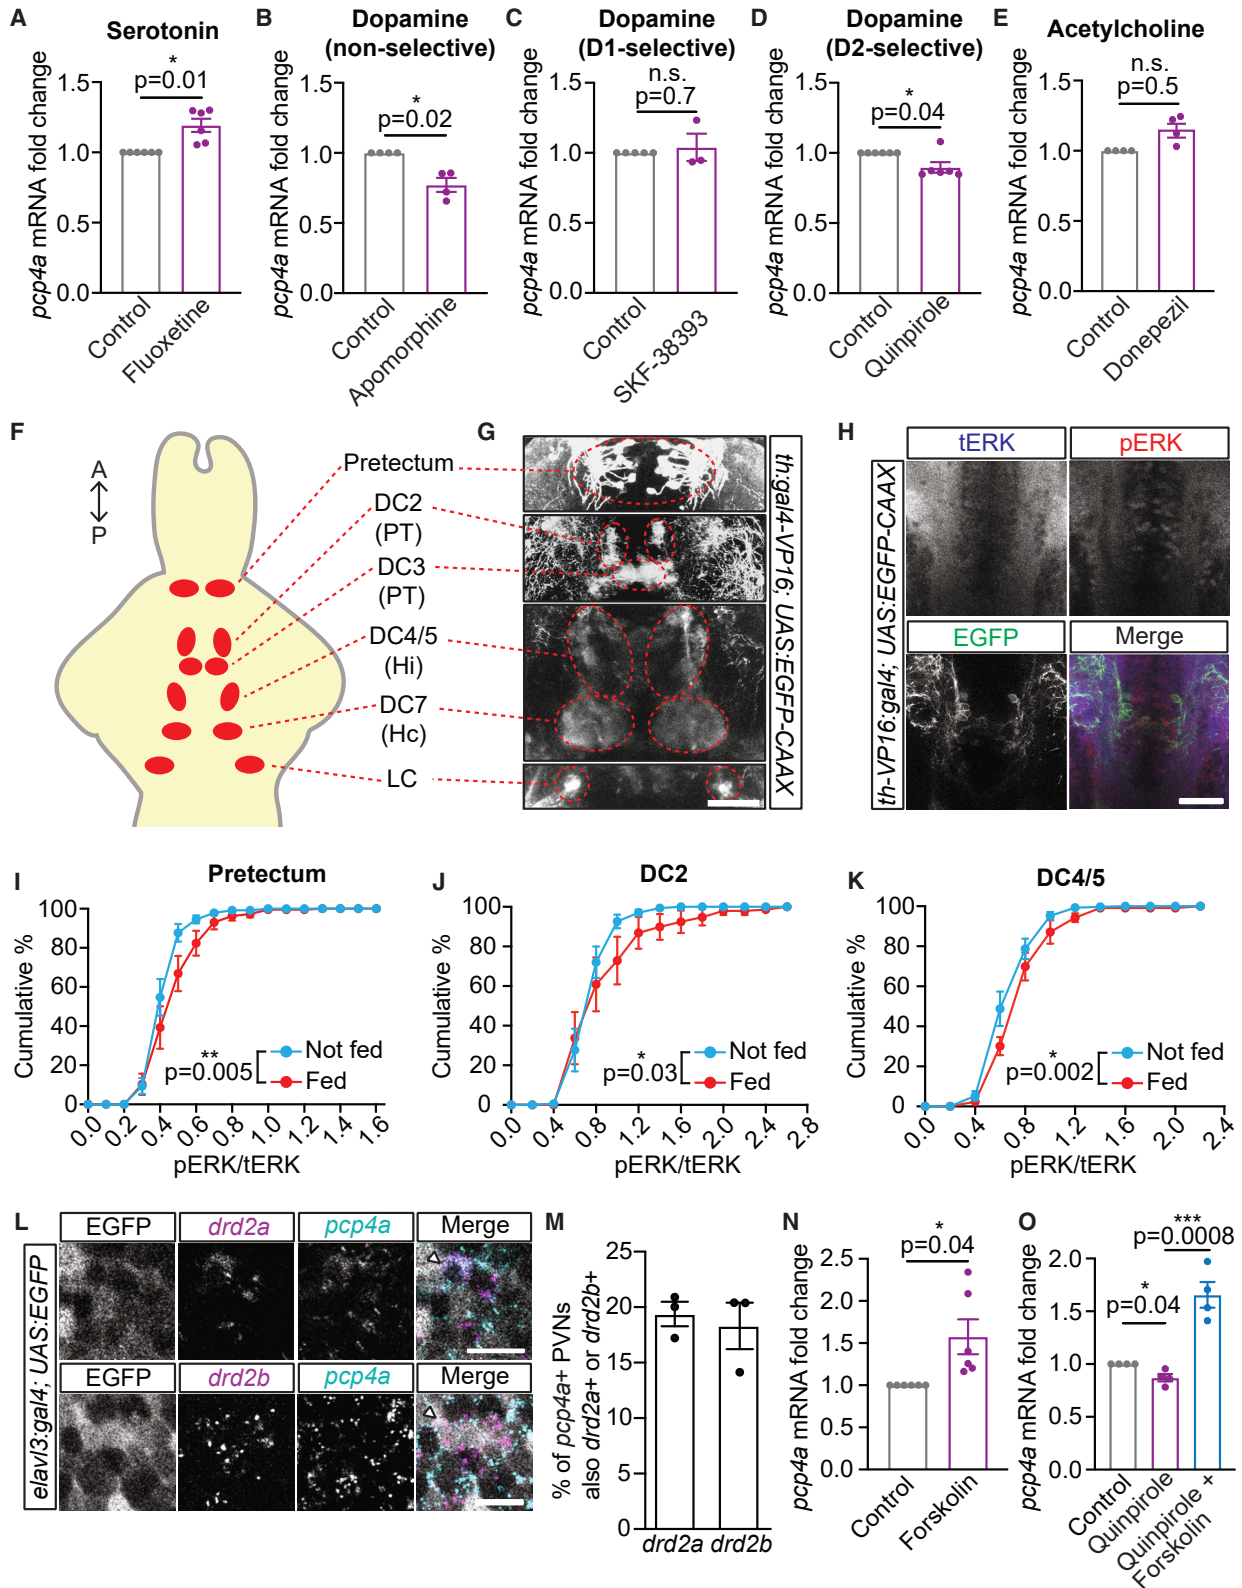 A
Serotonin
*
p=0.01
pcp4a mRNA fold change
1.5
1.0
0.5
0.0
Control
Fluoxetine
B
Dopamine
(non-selective)
*
p=0.02
pcp4a mRNA fold change
1.5
1.0
0.5
0.0
Control
Apomorphine
C
Dopamine
(D1-selective)
n.s.
p=0.7
pcp4a mRNA fold change
1.5
1.0
0.5
0.0
Control
SKF-38393
D
Dopamine
(D2-selective)
*
p=0.04
pcp4a mRNA fold change
1.5
1.0
0.5
0.0
Control
Quinpirole
E
Acetylcholine
n.s.
p=0.5
pcp4a mRNA fold change
1.5
1.0
0.5
0.0
Control
Donepezil
F
A
P
Pretectum
DC2
(PT)
DC3
(PT)
DC4/5
(Hi)
DC7
(Hc)
LC
G
th:gal4-VP16; UAS:EGFP-CAAX
H
th-VP16:gal4; UAS:EGFP-CAAX
tERK
pERK
EGFP
Merge
I
Pretectum
Cumulative %
100
80
60
40
20
0
**
p=0.005
Not fed
Fed
0.0 0.2 0.4 0.6 0.8 1.0 1.2 1.4 1.6
pERK/tERK
J
DC2
Cumulative %
100
80
60
40
20
0
*
p=0.03
Not fed
Fed
0.0 0.4 0.8 1.2 1.6 2.0 2.4 2.8
pERK/tERK
K
DC4/5
Cumulative %
100
80
60
40
20
0
*
p=0.002
Not fed
Fed
0.0 0.4 0.8 1.2 1.6 2.0 2.4
pERK/tERK
L
elavl3:gal4; UAS:EGFP
EGFP
drd2a
pcp4a
Merge
EGFP
drd2b
pcp4a
Merge
M
% of pcp4a+ PVNs
also drd2a+ or drd2b+
25
20
15
10
5
0
drd2a drd2b
N
*
p=0.04
pcp4a mRNA fold change
2.5
2.0
1.5
1.0
0.5
0.0
Control
Forskolin
O
***
p=0.0008
*
p=0.04
pcp4a mRNA fold change
2.0
1.5
1.0
0.5
0.0
Control
Quinpirole
Quinpirole +
Forskolin